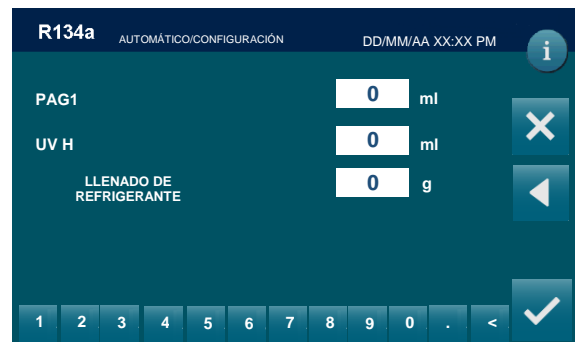 R134a AUTOMÁTICO/CONFIGURACIÓN DD/MM/AA XX:XX PM
i
PAG1 0 ml
UV H 0 ml
LLENADO DE
REFRIGERANTE 0 g
1 2 3 4 5 6 7 8 9 0 . <